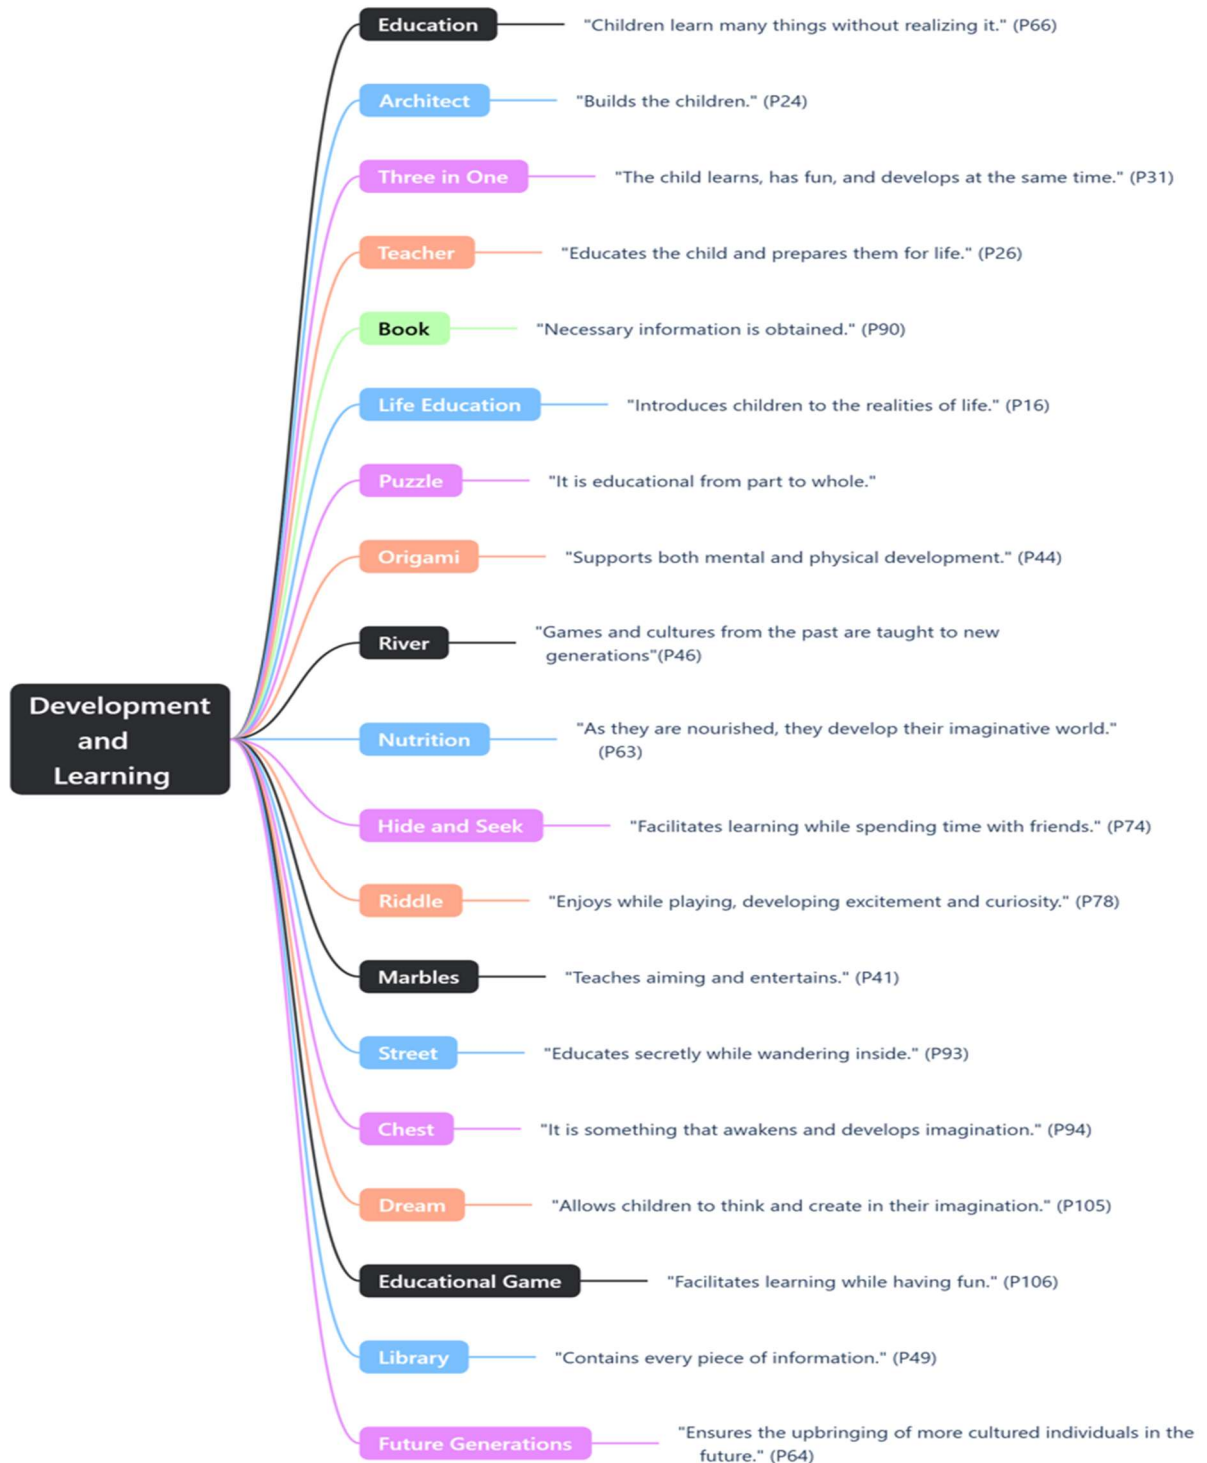 Education
"Children learn many things without realizing it." (P66)
Architect
"Builds the children." (P24)
Three in One
"The child learns, has fun, and develops at the same time." (P31)
Teacher
"Educates the child and prepares them for life." (P26)
Book
"Necessary information is obtained." (P90)
Life Education
"Introduces children to the realities of life." (P16)
Puzzle
"It is educational from part to whole."
Origami
"Supports both mental and physical development." (P44)
River
"Games and cultures from the past are taught to new
generations"(P46)
Development
and
Learning
Nutrition
"As they are nourished, they develop their imaginative world."
(P63)
Hide and Seek
"Facilitates learning while spending time with friends." (P74)
Riddle
"Enjoys while playing, developing excitement and curiosity." (P78)
Marbles
"Teaches aiming and entertains." (P41)
Street
"Educates secretly while wandering inside." (P93)
Chest
"It is something that awakens and develops imagination." (P94)
Dream
"Allows children to think and create in their imagination." (P105)
Educational Game
"Facilitates learning while having fun." (P106)
Library
"Contains every piece of information." (P49)
Future Generations
"Ensures the upbringing of more cultured individuals in the
future." (P64)